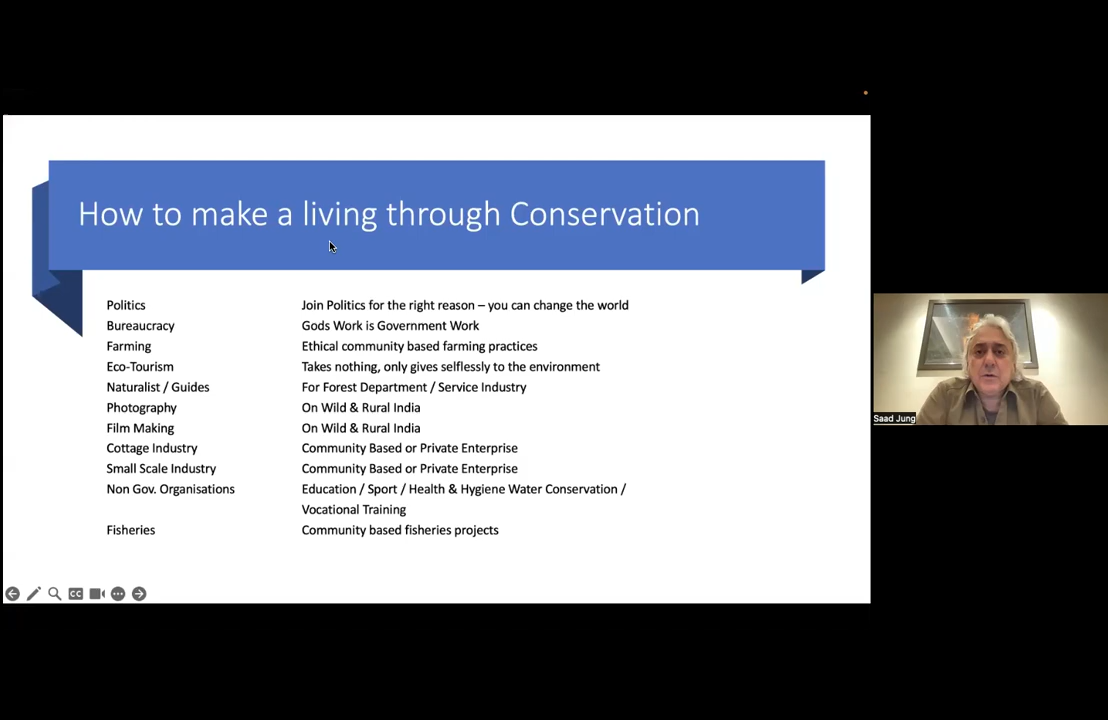 How to make a living through Conservation
Politics Join Politics for the right reason – you can change the world
Bureaucracy Gods Work is Government Work
Farming Ethical community based farming practices
Eco-Tourism Takes nothing, only gives selflessly to the environment
Naturalist / Guides For Forest Department / Service Industry
Photography On Wild & Rural India
Film Making On Wild & Rural India
Cottage Industry Community Based or Private Enterprise
Small Scale Industry Community Based or Private Enterprise
Non Gov. Organisations Education / Sport / Health & Hygiene Water Conservation /
Vocational Training
Fisheries Community based fisheries projects
CC
Saad Jung